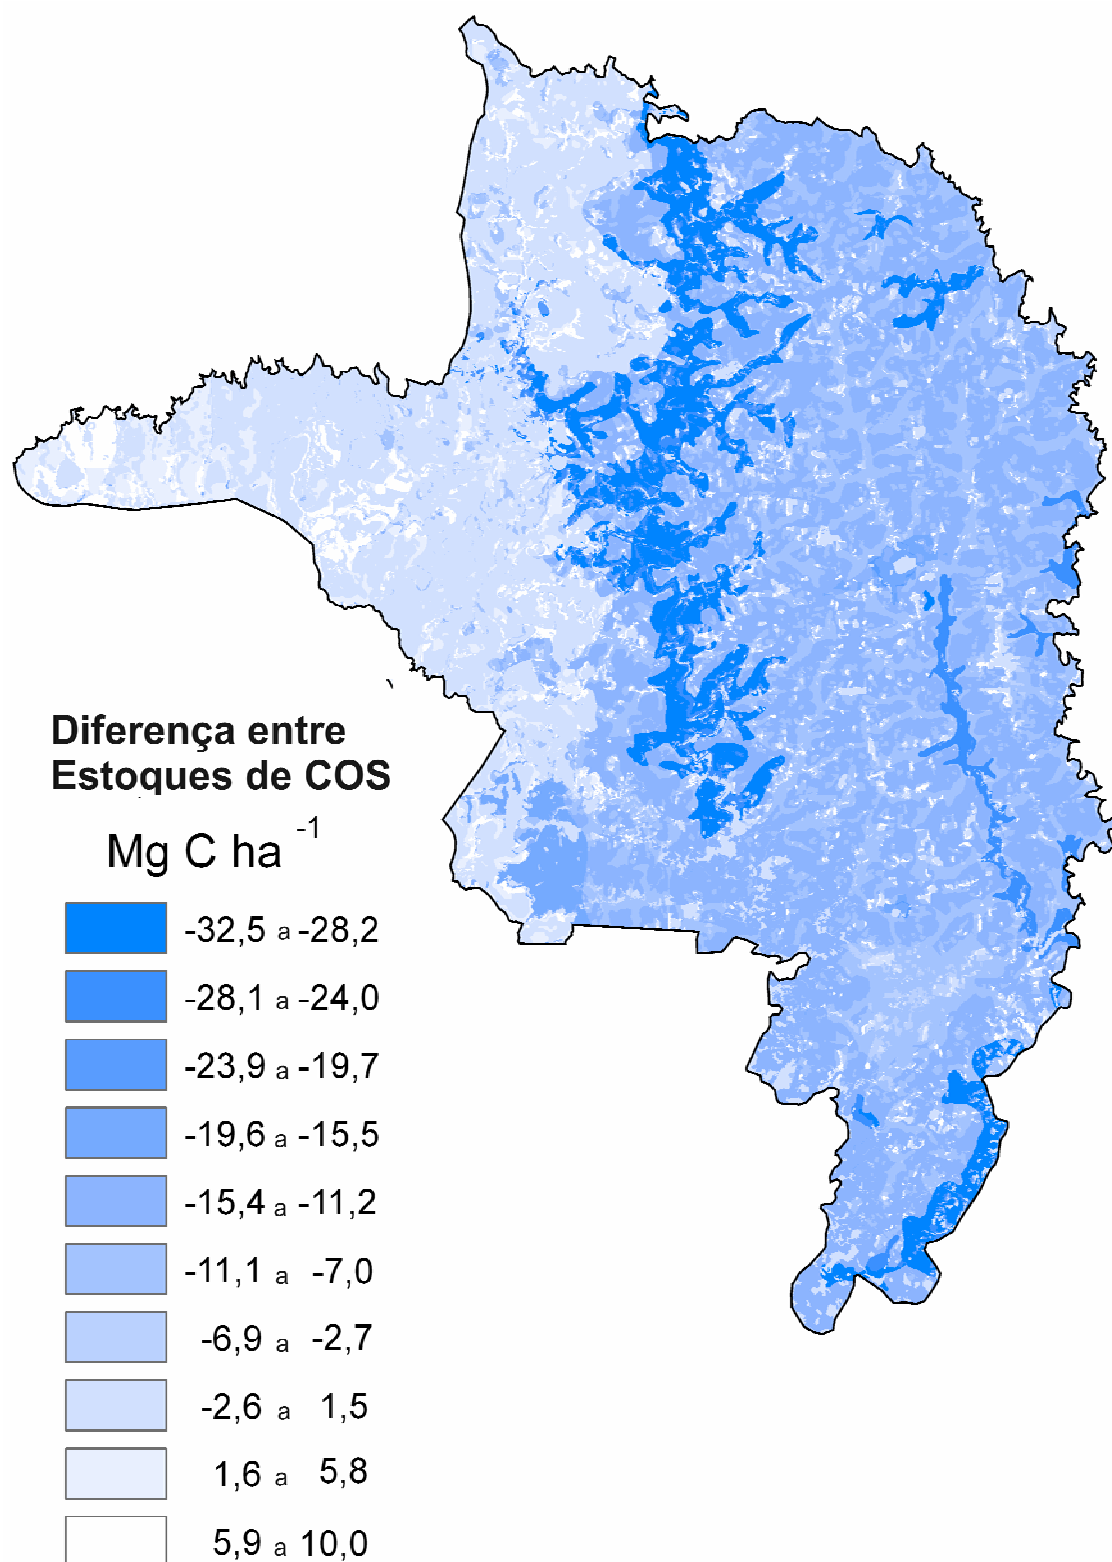 Diferença entre
Estoques de COS
Mg C ha -1
-32,5 a -28,2
-28,1 a -24,0
-23,9 a -19,7
-19,6 a -15,5
-15,4 a -11,2
-11,1 a -7,0
-6,9 a -2,7
-2,6 a 1,5
1,6 a 5,8
5,9 a 10,0